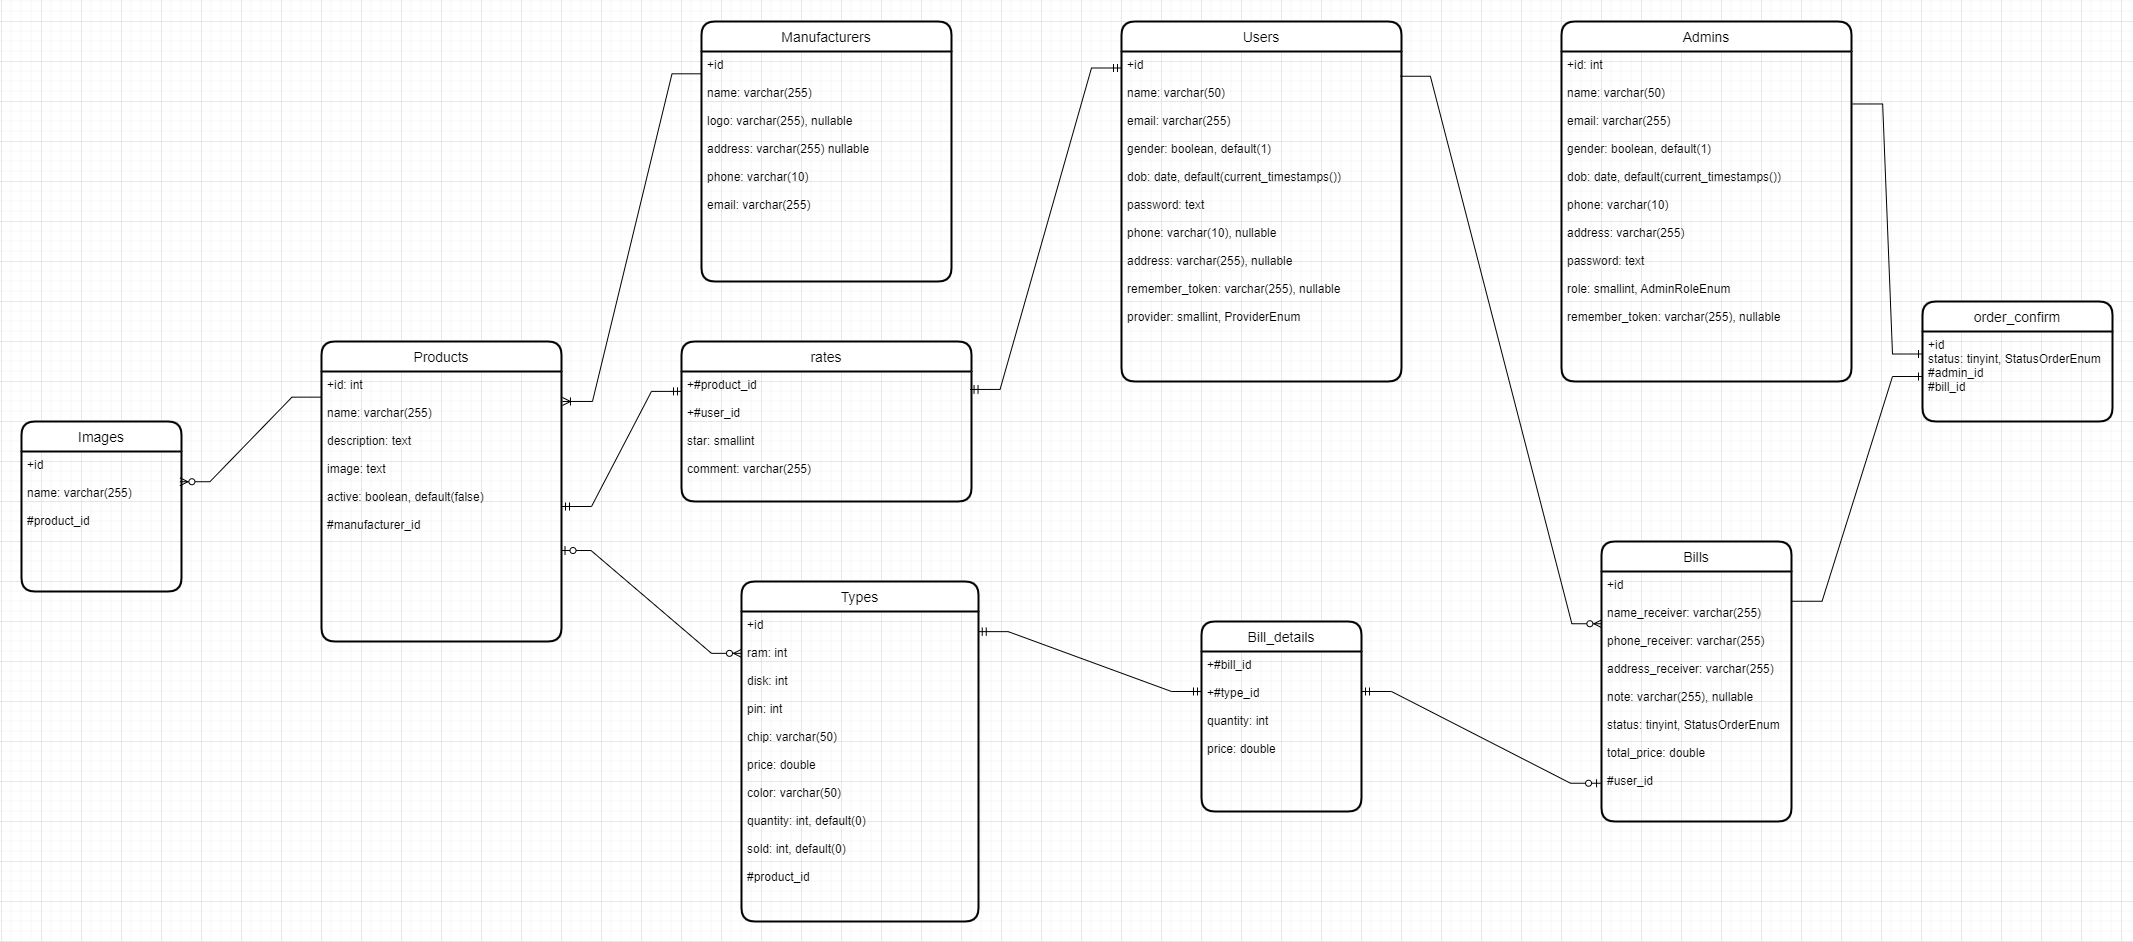 Manufacturers
+id
name: varchar(255)
logo: varchar(255), nullable
address: varchar(255) nullable
phone: varchar(10)
email: varchar(255)
Users
+id
name: varchar(50)
email: varchar(255)
gender: boolean, default(1)
dob: date, default(current_timestamps())
password: text
phone: varchar(10), nullable
address: varchar(255), nullable
remember_token: varchar(255), nullable
provider: smallint, ProviderEnum
Admins
+id: int
name: varchar(50)
email: varchar(255)
gender: boolean, default(1)
dob: date, default(current_timestamps())
phone: varchar(10)
address: varchar(255)
password: text
role: smallint, AdminRoleEnum
remember_token: varchar(255), nullable
order_confirm
+id
status: tinyint, StatusOrderEnum
#admin_id
#bill_id
Products
+id: int
name: varchar(255)
description: text
image: text
active: boolean, default(false)
#manufacturer_id
rates
+#product_id
+#user_id
star: smallint
comment: varchar(255)
Images
+id
name: varchar(255)
#product_id
Types
+id
ram: int
disk: int
pin: int
chip: varchar(50)
price: double
color: varchar(50)
quantity: int, default(0)
sold: int, default(0)
#product_id
Bill_details
+#bill_id
+#type_id
quantity: int
price: double
Bills
+id
name_receiver: varchar(255)
phone_receiver: varchar(255)
address_receiver: varchar(255)
note: varchar(255), nullable
status: tinyint, StatusOrderEnum
total_price: double
#user_id